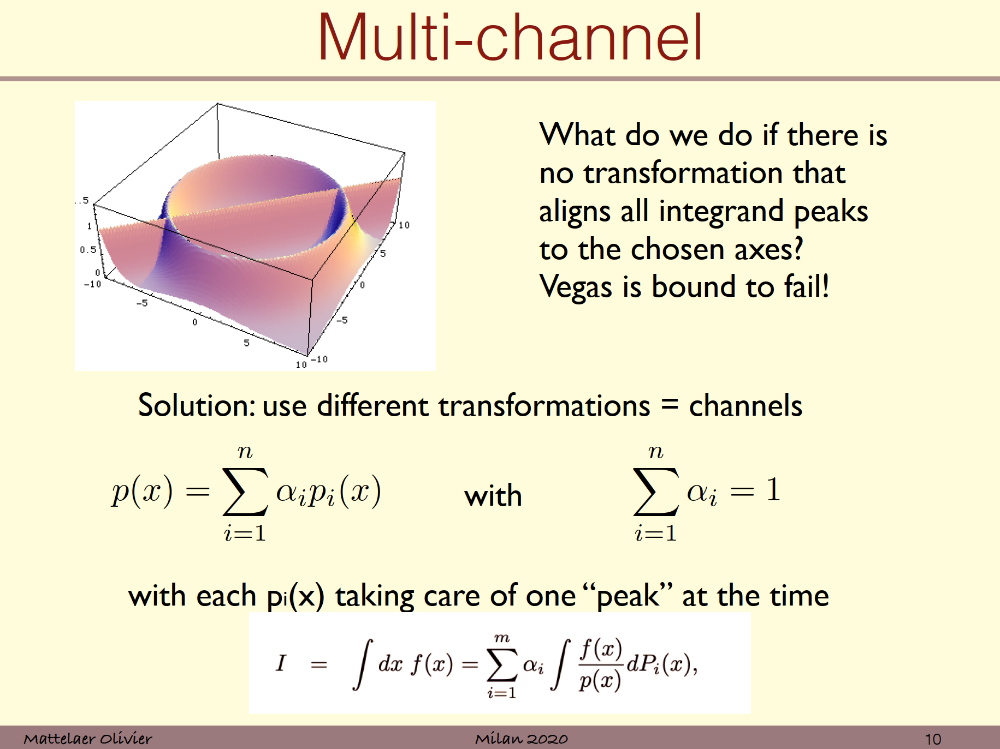 Multi-channel
What do we do if there is
no transformation that
aligns all integrand peaks
to the chosen axes?
Vegas is bound to fail!
.5
1
0.5
0
-10
-5
0
5
10
-10
-5
0
5
10
Solution: use different transformations = channels
p(x) = \sum_{i=1}^{n} \alpha_i p_i(x) with \sum_{i=1}^{n} \alpha_i = 1
with each pi(x) taking care of one “peak” at the time
I = \int dx f(x) = \sum_{i=1}^{m} \alpha_i \int \frac{f(x)}{p(x)} dP_i(x),
Mattelaer Olivier Milan 2020 10